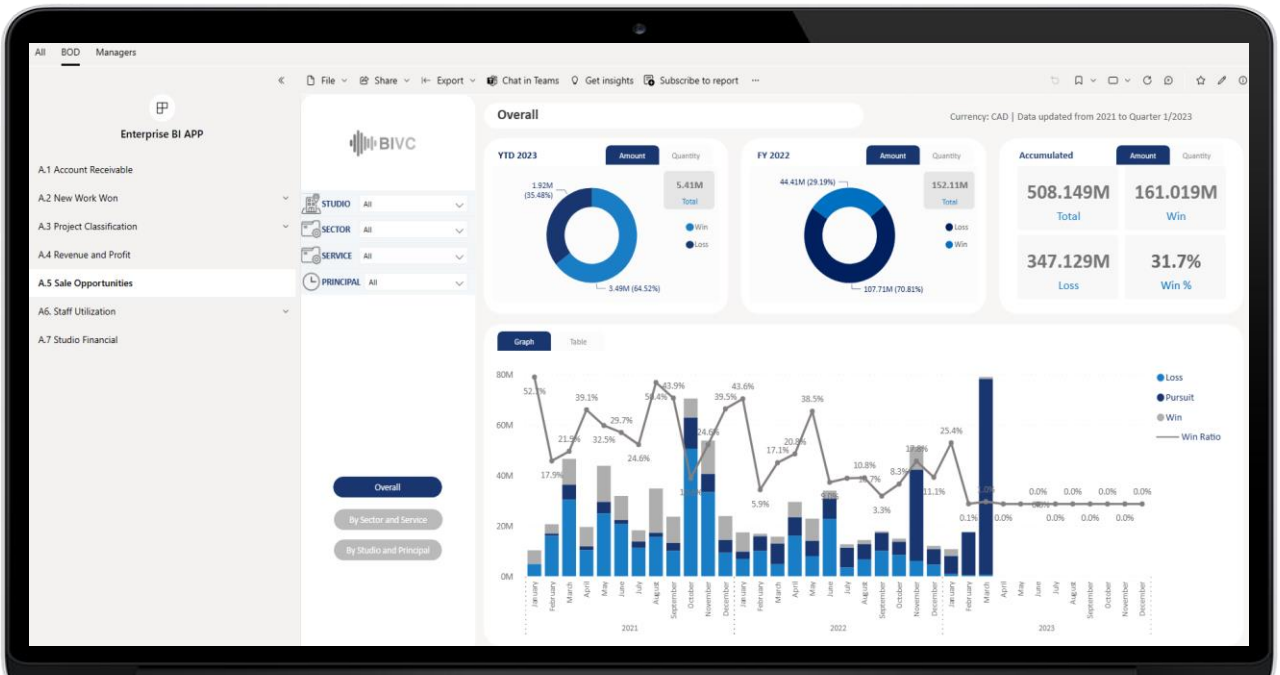 All BOD Managers
File Share Export Chat in Teams Get insights Subscribe to report ...
Enterprise BI APP
A.1 Account Receivable
A.2 New Work Won
A.3 Project Classification
A.4 Revenue and Profit
A.5 Sale Opportunities
A6. Staff Utilization
A.7 Studio Financial
BIVC
STUDIO All
SECTOR All
SERVICE All
PRINCIPAL All
Overall
By Sector and Service
By Studio and Principal
Overall
Currency: CAD | Data updated from 2021 to Quarter 1/2023
YTD 2023 Amount Quantity
1.92M
(35.48%)
5.41M
Total
Win
Loss
3.49M (64.52%)
FY 2022 Amount Quantity
44.41M (29.19%)
152.11M
Total
Loss
Win
107.71M (70.81%)
Accumulated Amount Quantity
508.149M 161.019M
Total Win
347.129M 31.7%
Loss Win %
Graph Table
80M
60M
40M
20M
0M
17.9%
39.1%
32.5%
29.7%
24.6%
43.9%
24.6%
39.5%
43.6%
5.9%
17.1%
20.8%
38.5%
10.8%
3.3%
8.3%
17.8%
11.1%
25.4%
0.1%
0.0%
0.0% 0.0% 0.0% 0.0%
0.0% 0.0% 0.0%
Loss
Pursuit
Win
Win Ratio
January February March April May June July August September October November December
2021
January February March April May June July August September October November December
2022
January February March April May June July August September October November December
2023